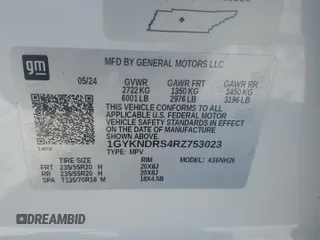 gm
MFD BY GENERAL MOTORS LLC
05/24 GVWR GAWR FRT GAWR RR
2722 KG 1350 KG 1450 KG
6001 LB 2976 LB 3196 LB
THIS VEHICLE CONFORMS TO ALL
APPLICABLE U.S. FEDERAL MOTOR
VEHICLE SAFETY AND THEFT PREVENTION
STANDARDS IN EFFECT ON THE DATE OF
MANUFACTURE SHOWN ABOVE.
1GYKNDRS4RZ753023
TYPE: MPV
TIRE SIZE RIM MODEL: 436NH26
FRT 235/55R20 H 20X8J
RR 235/55R20 H 20X8J
SPA T135/70R18 M 18X4.5B